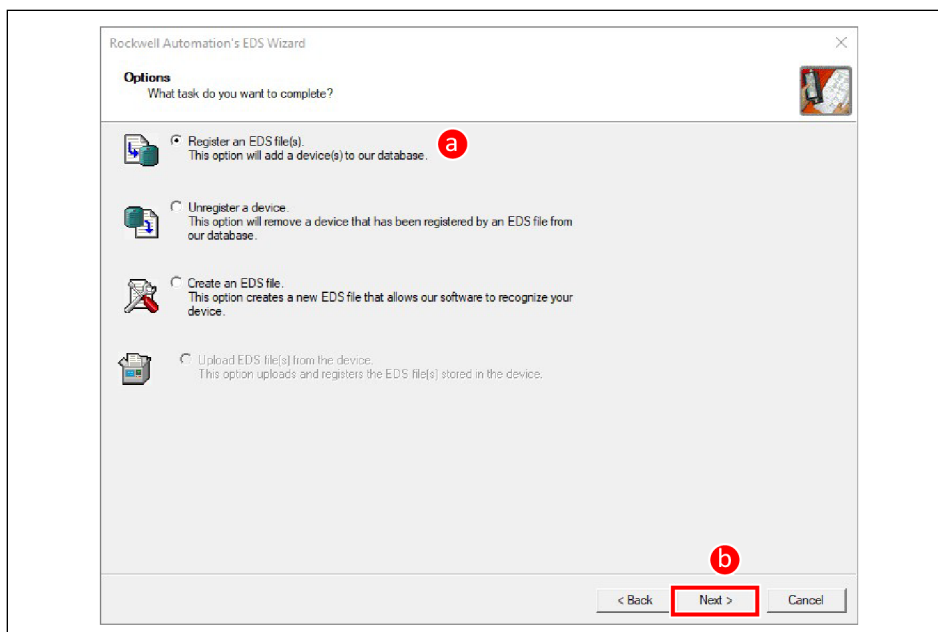 Rockwell Automation's EDS Wizard
Options
What task do you want to complete?
Register an EDS file(s).
This option will add a device(s) to our database.
a
Unregister a device.
This option will remove a device that has been registered by an EDS file from
our database.
Create an EDS file.
This option creates a new EDS file that allows our software to recognize your
device.
Upload EDS file(s) from the device.
This option uploads and registers the EDS file(s) stored in the device.
b
< Back
Next >
Cancel